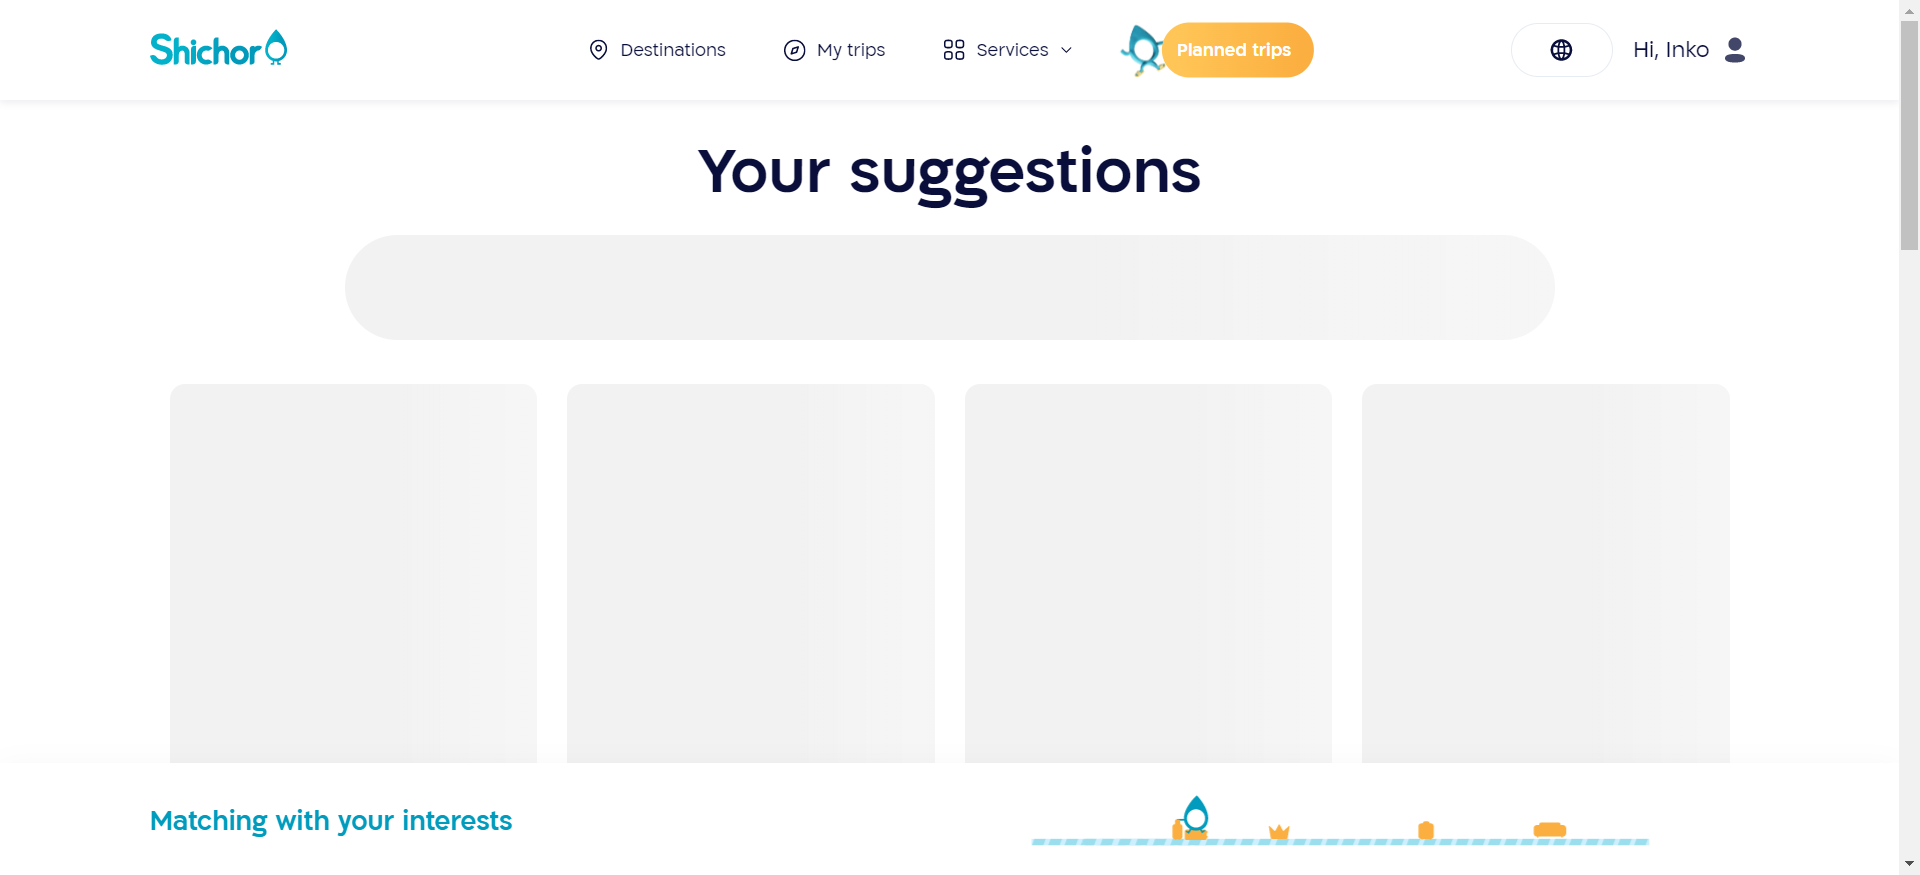 Shichor
Destinations
My trips
Services
Planned trips
Hi, Inko
Your suggestions
Matching with your interests